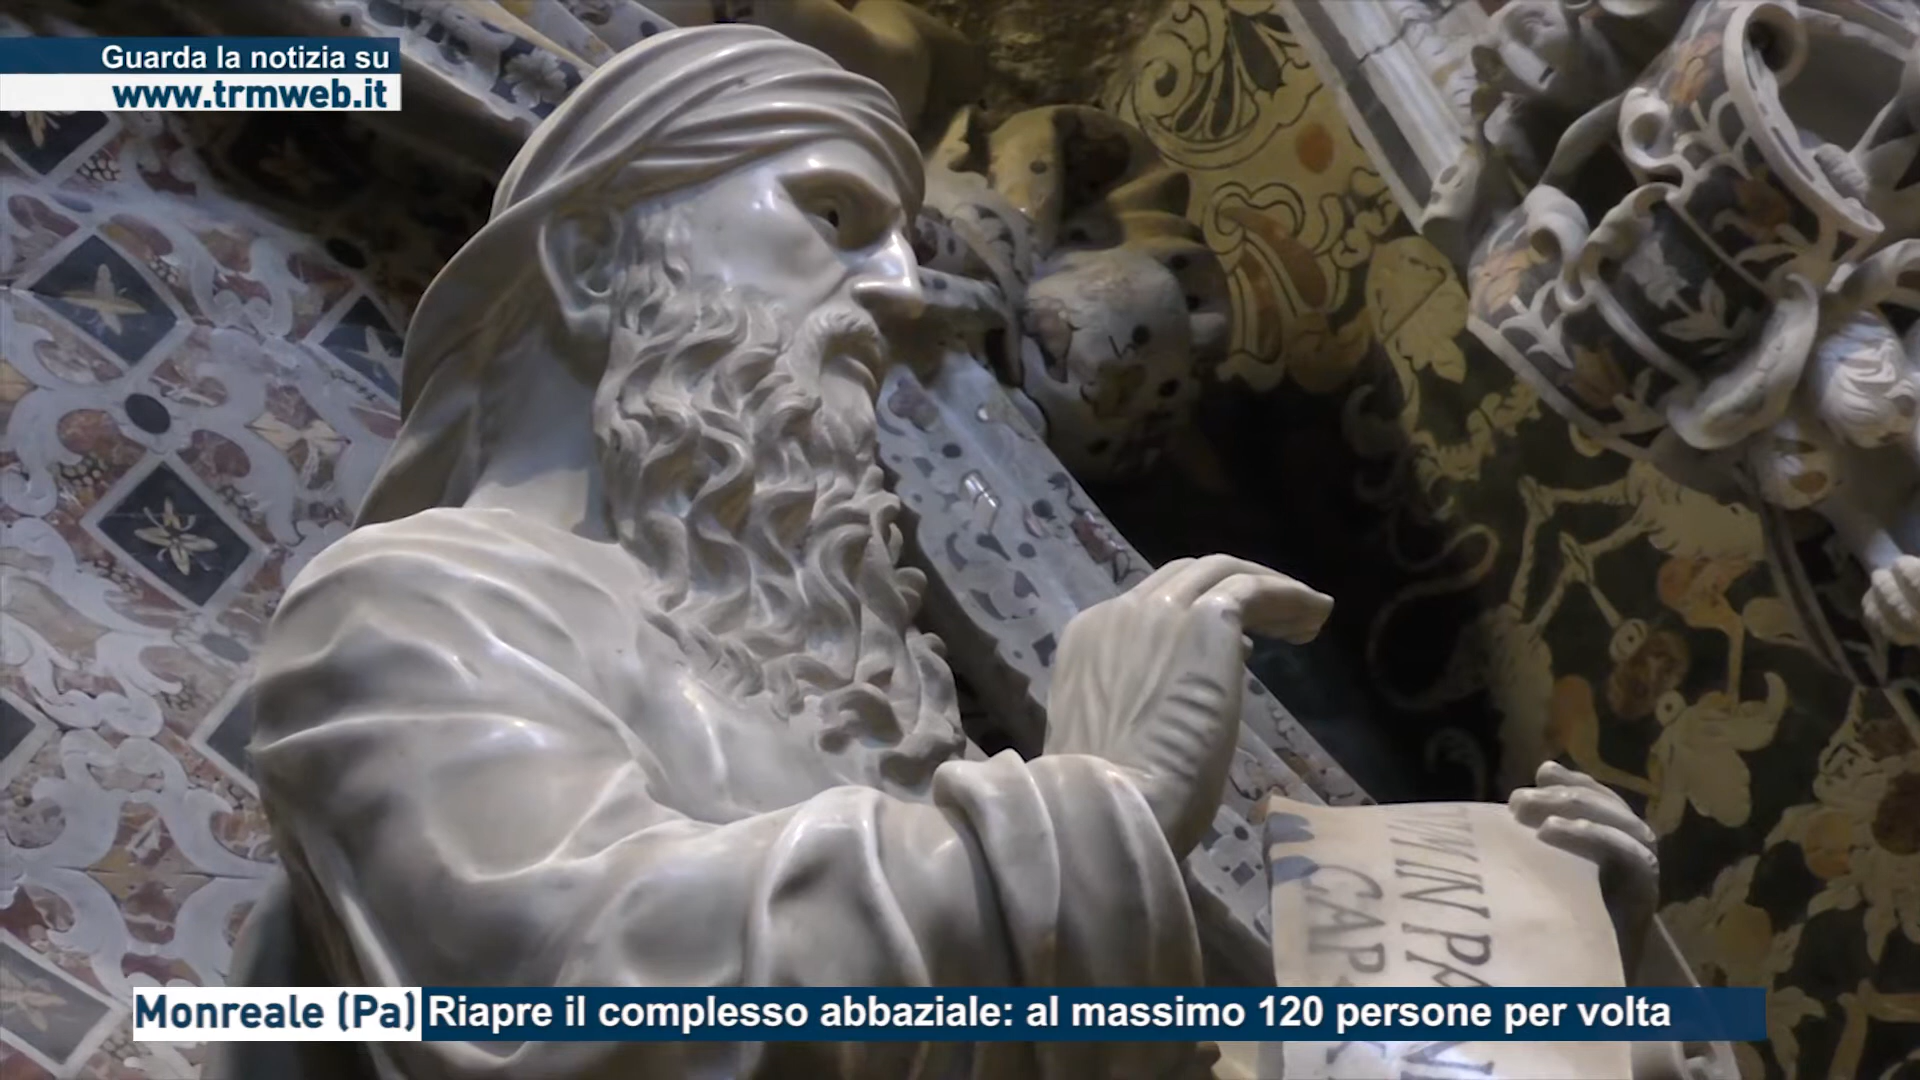 Guarda la notizia su
www.trmweb.it
Monreale (Pa) Riapre il complesso abbaziale: al massimo 120 persone per volta
CAP